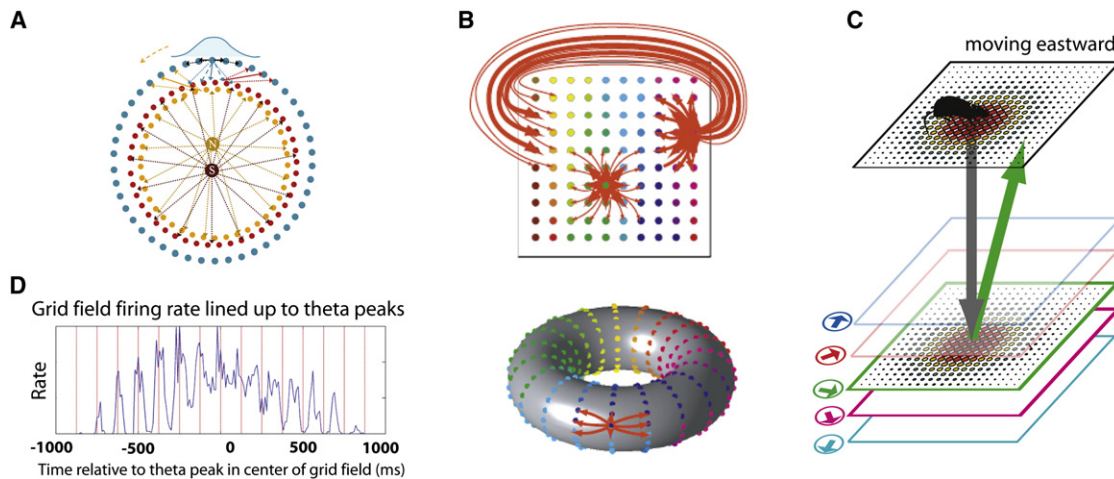 A
N
S
B
C
moving eastward
D
Grid field firing rate lined up to theta peaks
Rate
-1000 -500 0 500 1000
Time relative to theta peak in center of grid field (ms)